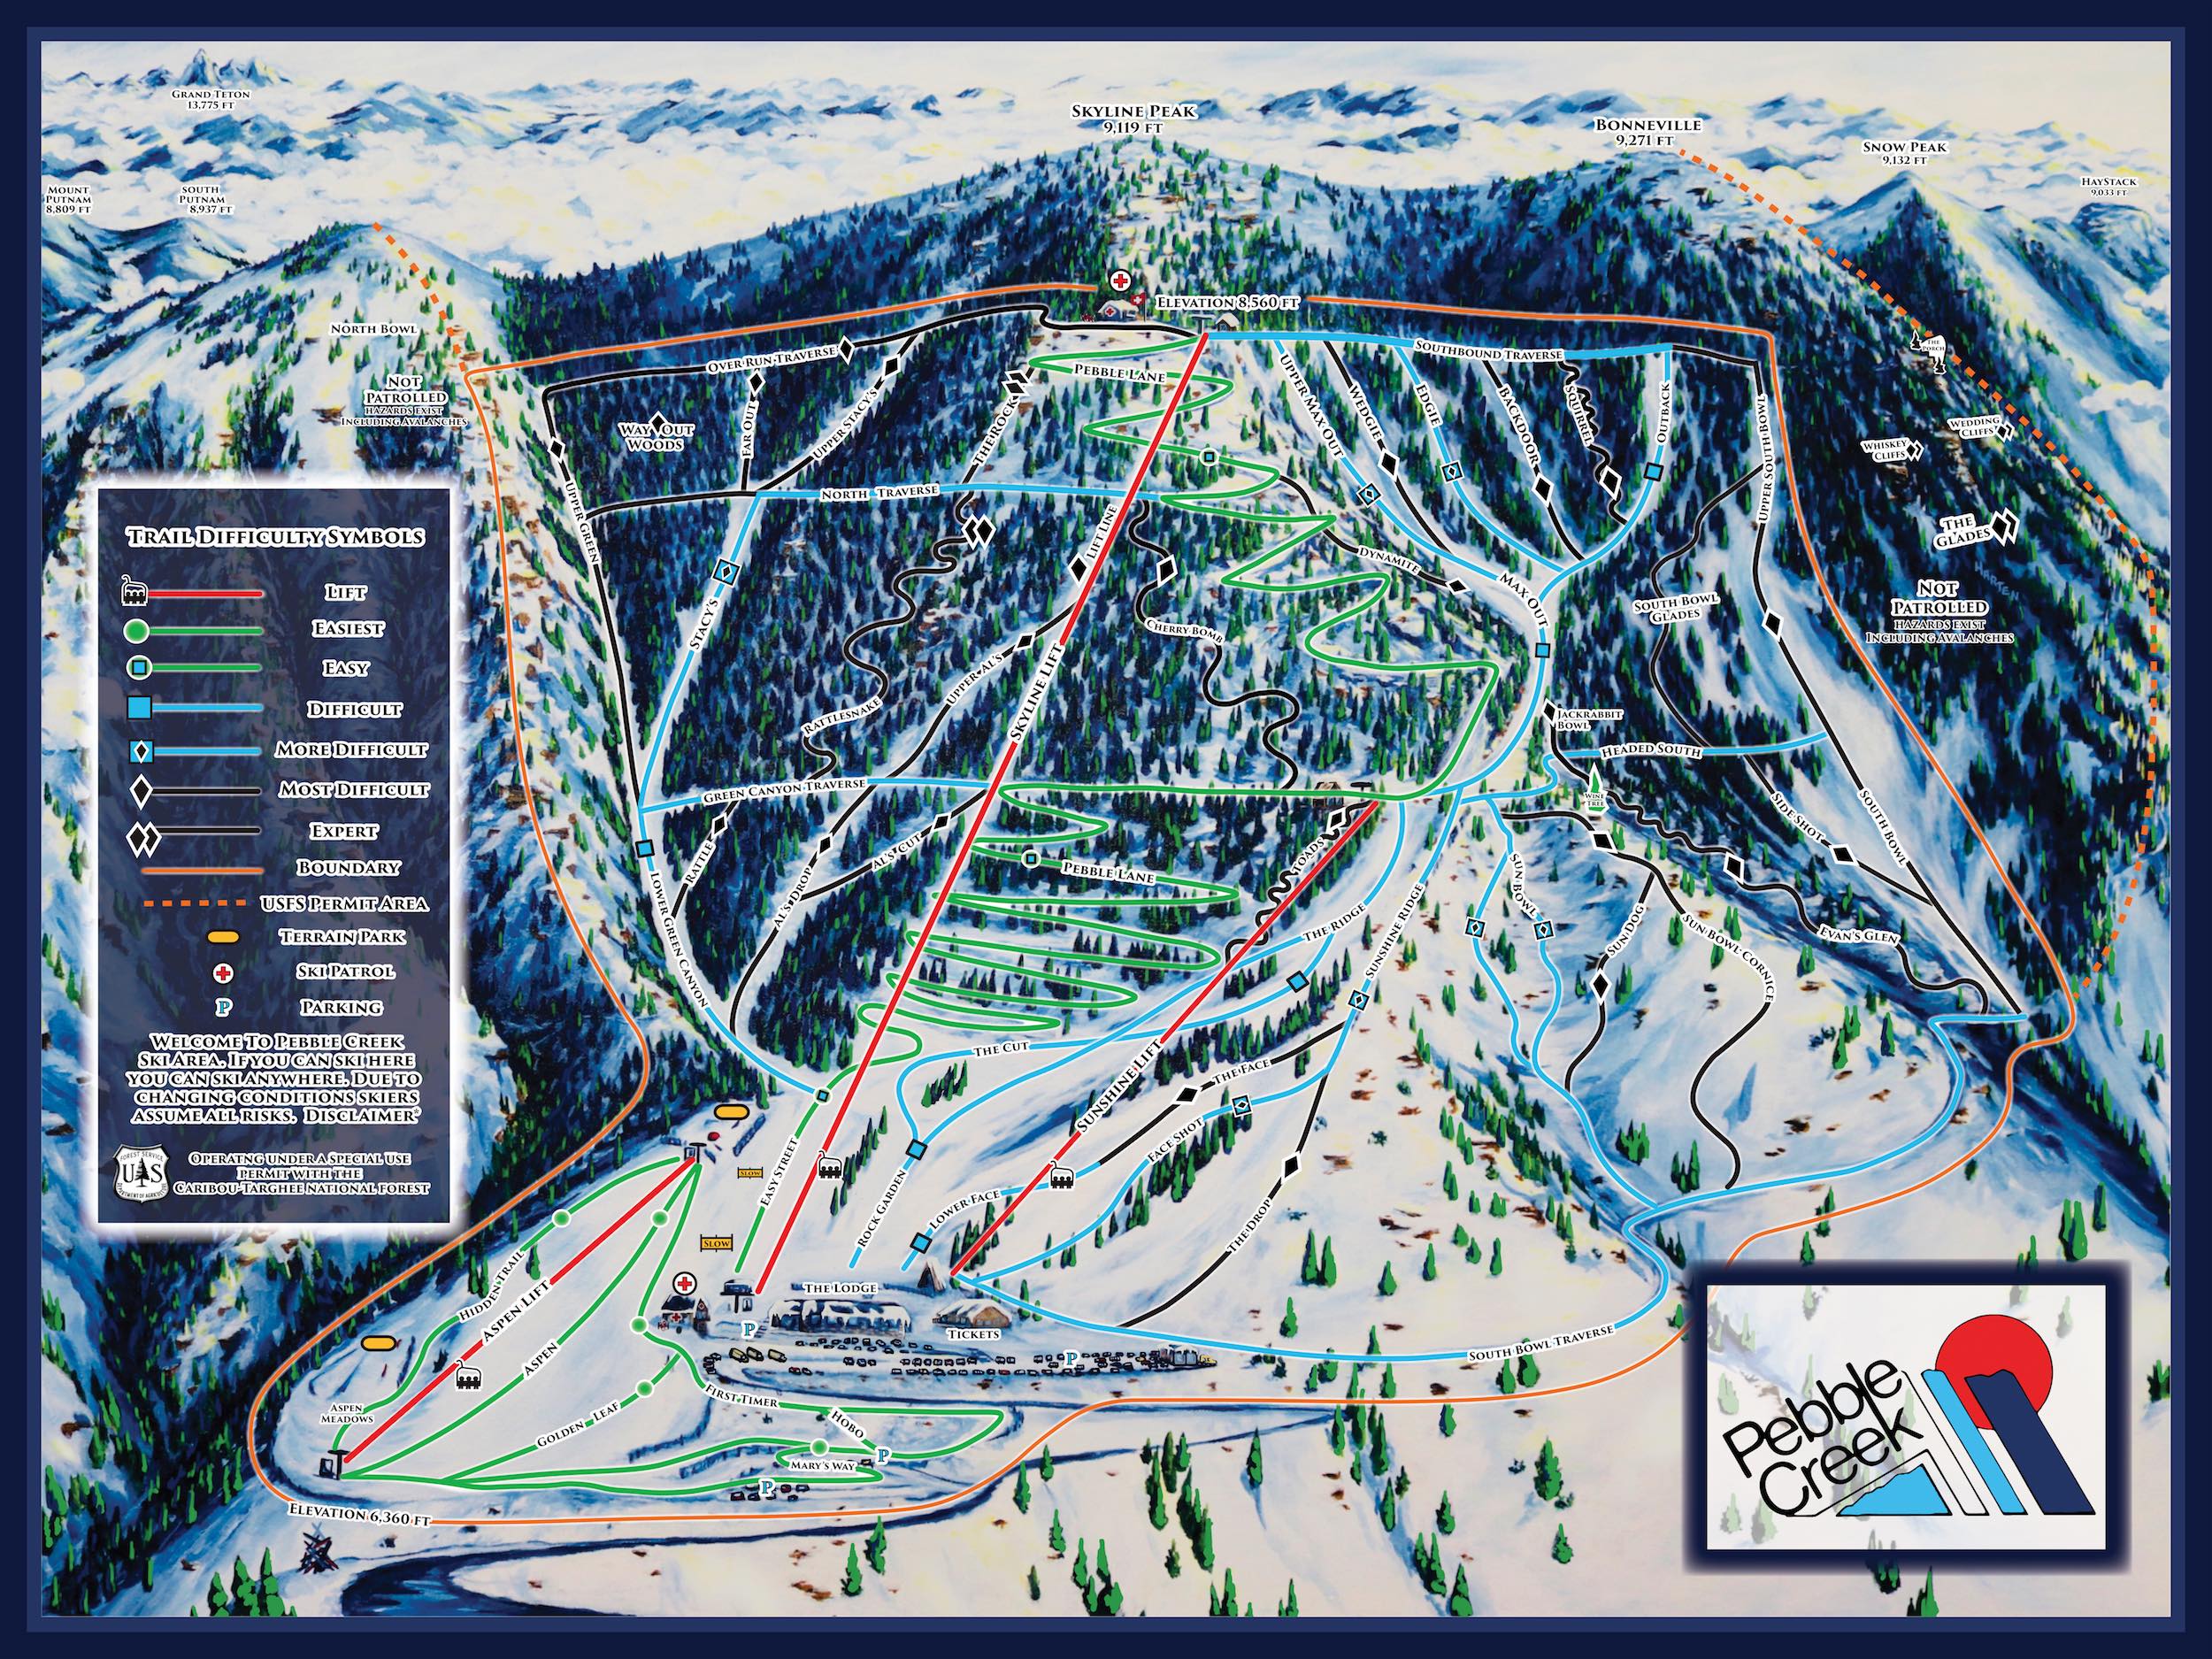 GRAND TETON
13,775 FT
SKYLINE PEAK
9,119 FT
BONNEVILLE
9,271 FT
SNOW PEAK
9,132 FT
HAYSTACK
9,033 FT
MOUNT
PUTNAM
8,809 FT
SOUTH
PUTNAM
8,937 FT
ELEVATION 8,560 FT
NORTH BOWL
NOT
PATROLLED
HAZARDS EXIST
INCLUDING AVALANCHES
OVER RUN TRAVERSE
SOUTHBOUND TRAVERSE
THE
PORCH
PEBBLE LANE
WAY OUT
WOODS
FAR OUT
UPPER STACY'S
THE ROCK
UPPER MAX OUT
WEDGIE
EDGIE
BACKDOOR
SQUIRREL
OUTBACK
UPPER SOUTH BOWL
WHISKEY
CLIFFS
WEDDING
CLIFFS
THE
GLADES
UPPER GREEN
NORTH TRAVERSE
LIFT LINE
DYNAMITE
MAX OUT
SOUTH BOWL
GLADES
NOT
PATROLLED
HAZARDS EXIST
INCLUDING AVALANCHES
STACY'S
CHERRY BOMB
UPPER AL'S
SKYLINE LIFT
RATTLESNAKE
JACKRABBIT
BOWL
HEADED SOUTH
WINE
TREE
GREEN CANYON TRAVERSE
RATTLE
AL'S DROP
AL'S CUT
PEBBLE LANE
TOADS
SIDE SHOT
SOUTH BOWL
LOWER GREEN CANYON
THE RIDGE
SUNSHINE RIDGE
SUN BOWL
SUN DOG
SUN BOWL CORNICE
EVAN'S GLEN
THE CUT
SUNSHINE LIFT
THE FACE
FACE SHOT
EASY STREET
ROCK GARDEN
LOWER FACE
THE DROP
SLOW
SLOW
THE LODGE
TICKETS
P
P
SOUTH BOWL TRAVERSE
HIDDEN TRAIL
ASPEN LIFT
ASPEN
ASPEN
MEADOWS
GOLDEN LEAF
FIRST TIMER
HOBO
P
MARY'S WAY
P
ELEVATION 6,360 FT
TRAIL DIFFICULTY SYMBOLS
LIFT
EASIEST
EASY
DIFFICULT
MORE DIFFICULT
MOST DIFFICULT
EXPERT
BOUNDARY
USFS PERMIT AREA
TERRAIN PARK
SKI PATROL
P PARKING
WELCOME TO PEBBLE CREEK
SKI AREA. IF YOU CAN SKI HERE
YOU CAN SKI ANYWHERE. DUE TO
CHANGING CONDITIONS SKIERS
ASSUME ALL RISKS. DISCLAIMER*
FOREST SERVICE
U S
DEPARTMENT OF AGRICULTURE
OPERATNG UNDER A SPECIAL USE
PERMIT WITH THE
CARIBOU-TARGHEE NATIONAL FOREST
Pebble
Creek